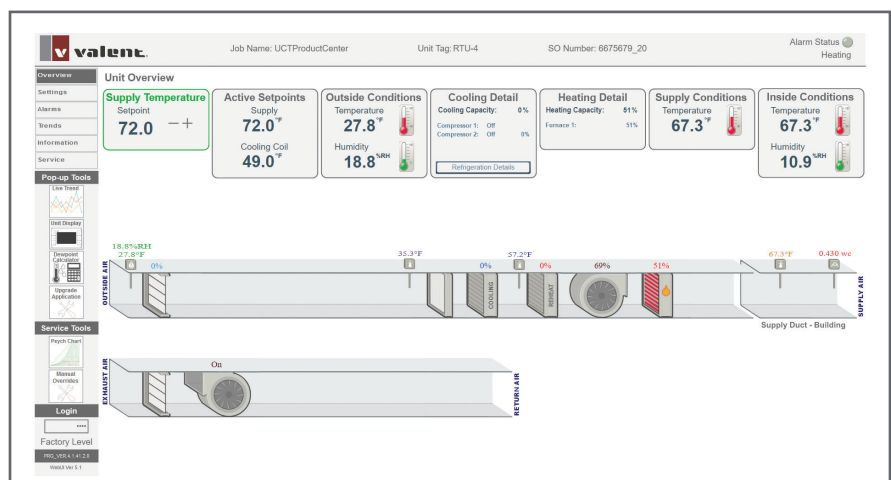 valent.
Job Name: UCTProductCenter
Unit Tag: RTU-4
SO Number: 6675679_20
Alarm Status
Heating
Overview
Settings
Alarms
Trends
Information
Service
Pop-up Tools
Live Trend
Unit Display
Dewpoint
Calculator
Upgrade
Application
Service Tools
Psych Chart
Manual
Overrides
Login
••••
Factory Level
PRG_VER 4.1.41.2.0
WebUI Ver 5.1
Unit Overview
Supply Temperature
Setpoint
72.0 − +
Active Setpoints
Supply
72.0 °F
Cooling Coil
49.0 °F
Outside Conditions
Temperature
27.8 °F
Humidity
18.8 %RH
Cooling Detail
Cooling Capacity: 0%
Compressor 1: Off
Compressor 2: Off 0%
Refrigeration Details
Heating Detail
Heating Capacity: 51%
Furnace 1: 51%
Supply Conditions
Temperature
67.3 °F
Inside Conditions
Temperature
67.3 °F
Humidity
10.9 %RH
18.8%RH
27.8°F
0%
35.3°F
0%
57.2°F
0%
69%
51%
67.3°F
0.430 wc
OUTSIDE AIR
COOLING
REHEAT
SUPPLY AIR
Supply Duct - Building
On
EXHAUST AIR
RETURN AIR